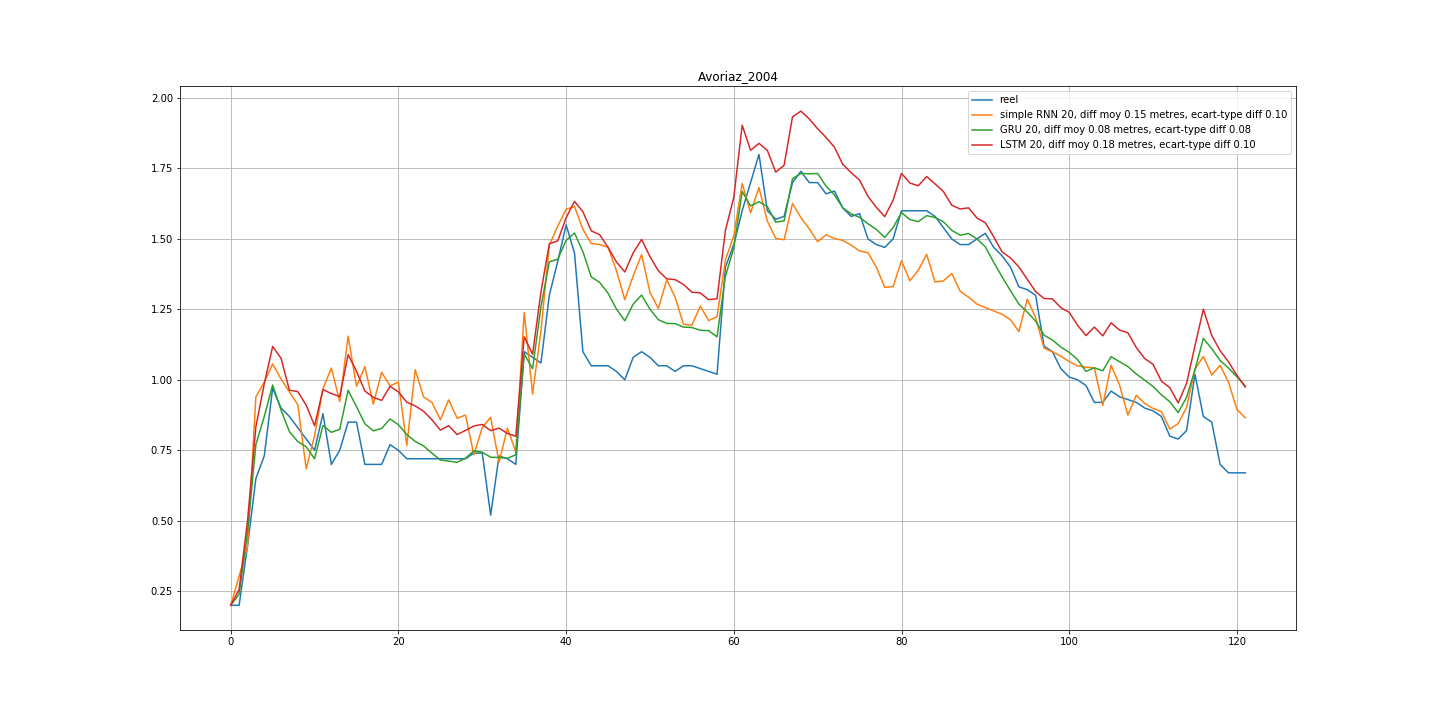 Avoriaz_2004
2.00
1.75
1.50
1.25
1.00
0.75
0.50
0.25
reel
simple RNN 20, diff moy 0.15 metres, ecart-type diff 0.10
GRU 20, diff moy 0.08 metres, ecart-type diff 0.08
LSTM 20, diff moy 0.18 metres, ecart-type diff 0.10
0 20 40 60 80 100 120